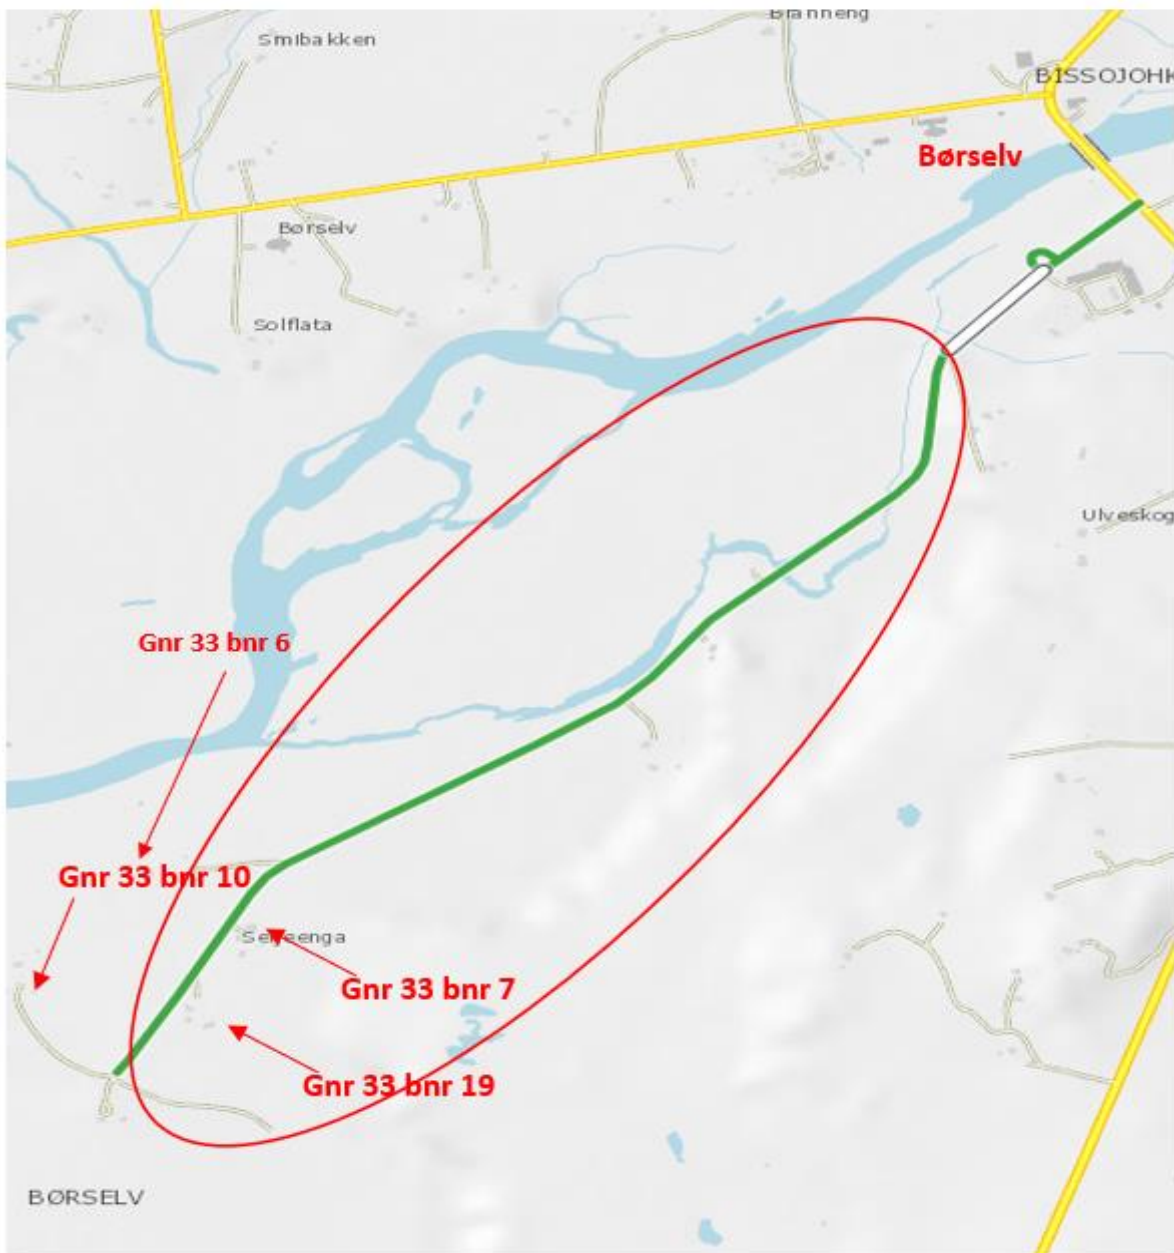 Branneng
Smibakken
BISSOJOHK
Børselv
Børselv
Solflata
Ulveskog
Gnr 33 bnr 6
Gnr 33 bnr 10
Gnr 33 bnr 7
Gnr 33 bnr 19
BØRSELV